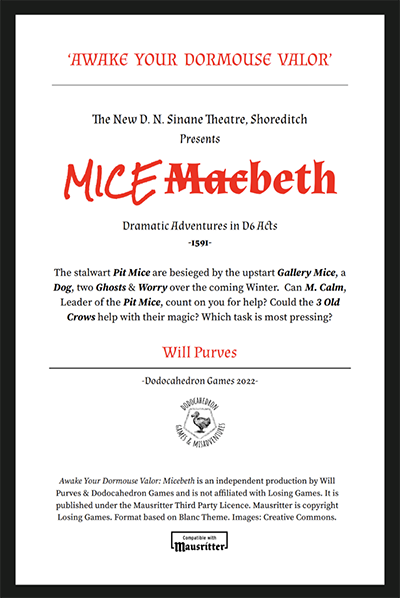 'AWAKE YOUR DORMOUSE VALOR'
The New D. N. Sinane Theatre, Shoreditch
Presents
MICE Macbeth
Dramatic Adventures in D6 Acts
-1591-
The stalwart Pit Mice are besieged by the upstart Gallery Mice, a
Dog, two Ghosts & Worry over the coming Winter. Can M. Calm,
Leader of the Pit Mice, count on you for help? Could the 3 Old
Crows help with their magic? Which task is most pressing?
Will Purves
-Dodocahedron Games 2022-
DODOCAHEDRON
GAMES & MISADVENTURES
Awake Your Dormouse Valor: Micebeth is an independent production by Will
Purves & Dodocahedron Games and is not affiliated with Losing Games. It is
published under the Mausritter Third Party Licence. Mausritter is copyright
Losing Games. Format based on Blanc Theme. Images: Creative Commons.
Compatible with
Mausritter